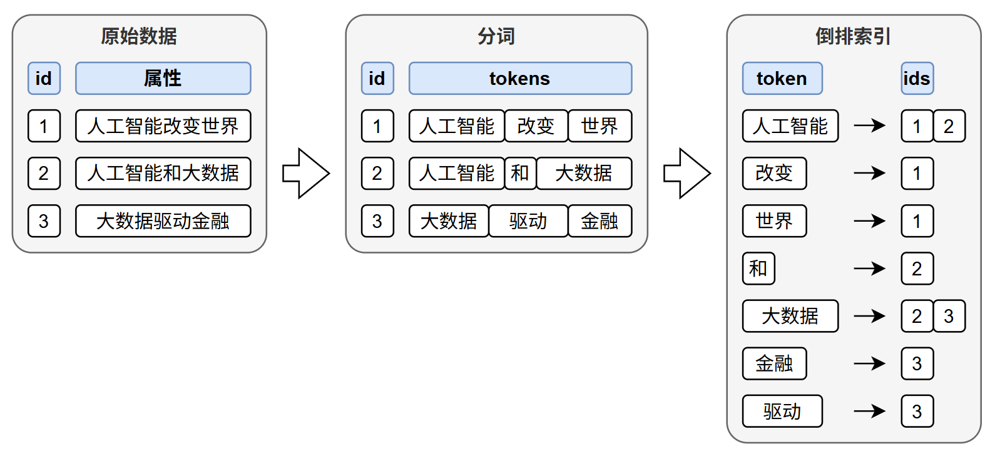 原始数据
id 属性
1 人工智能改变世界
2 人工智能和大数据
3 大数据驱动金融
分词
id tokens
1 人工智能 改变 世界
2 人工智能 和 大数据
3 大数据 驱动 金融
倒排索引
token ids
人工智能 1 2
改变 1
世界 1
和 2
大数据 2 3
金融 3
驱动 3